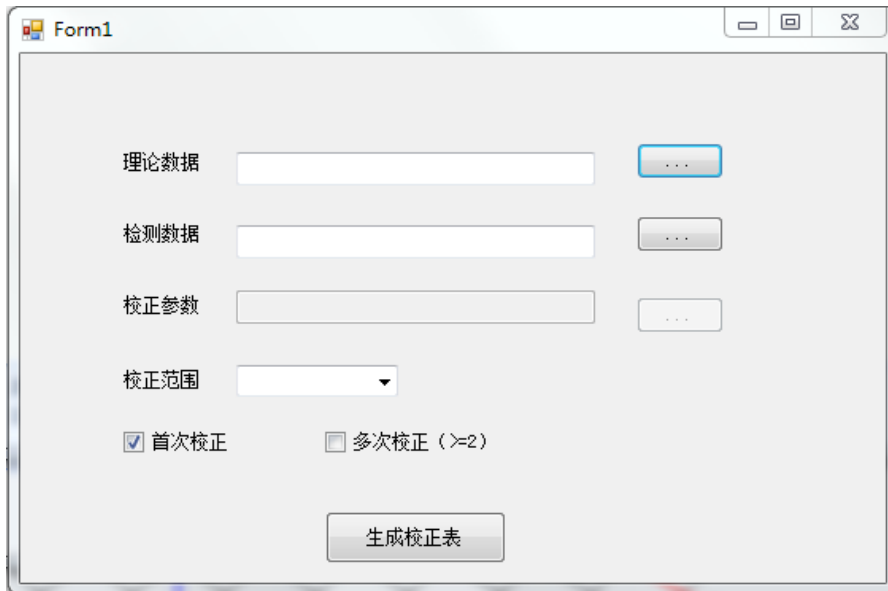 Form1
理论数据 ...
检测数据 ...
校正参数 ...
校正范围
首次校正 多次校正（>=2）
生成校正表